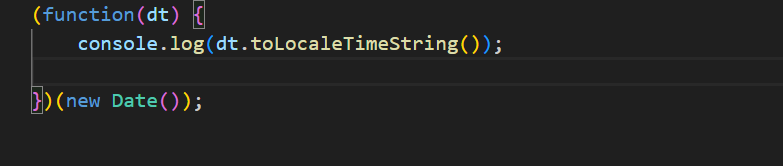 (function(dt) {
    console.log(dt.toLocaleTimeString());
})(new Date());